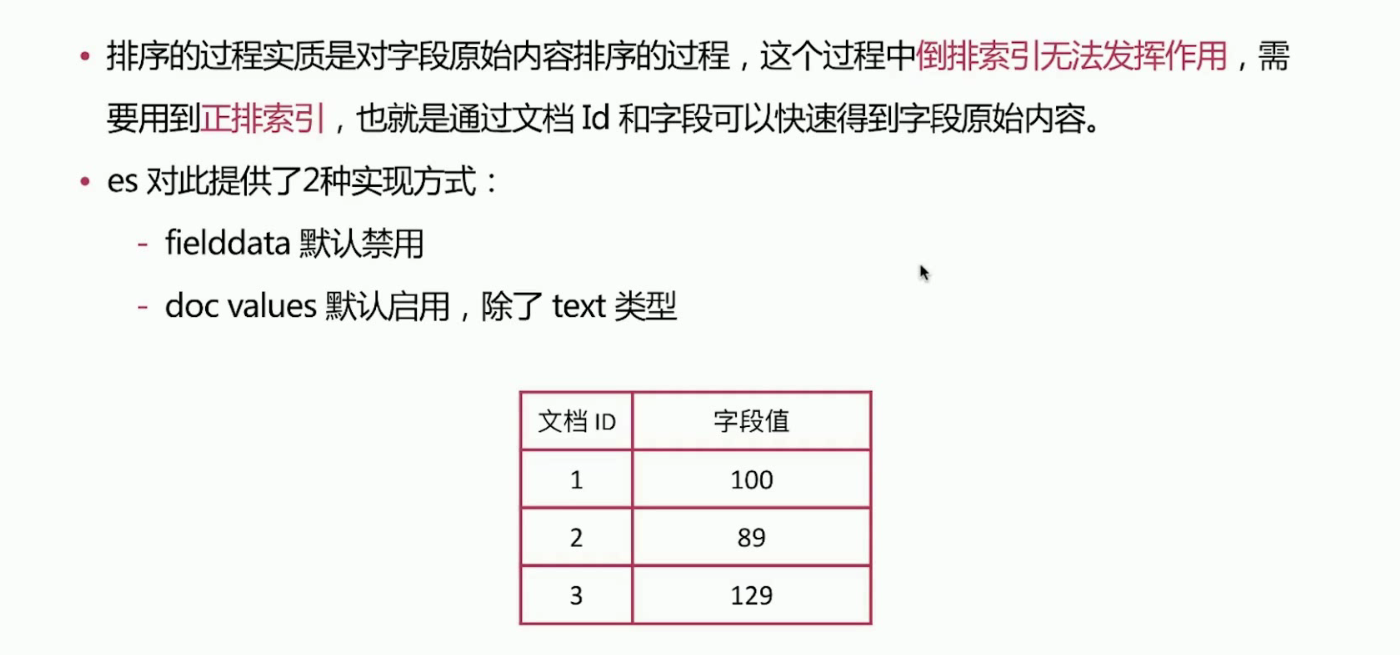 • 排序的过程实质是对字段原始内容排序的过程，这个过程中倒排索引无法发挥作用，需
要用到正排索引，也就是通过文档 Id 和字段可以快速得到字段原始内容。
• es 对此提供了2种实现方式：
- fielddata 默认禁用
- doc values 默认启用，除了 text 类型
文档 ID 字段值
1 100
2 89
3 129